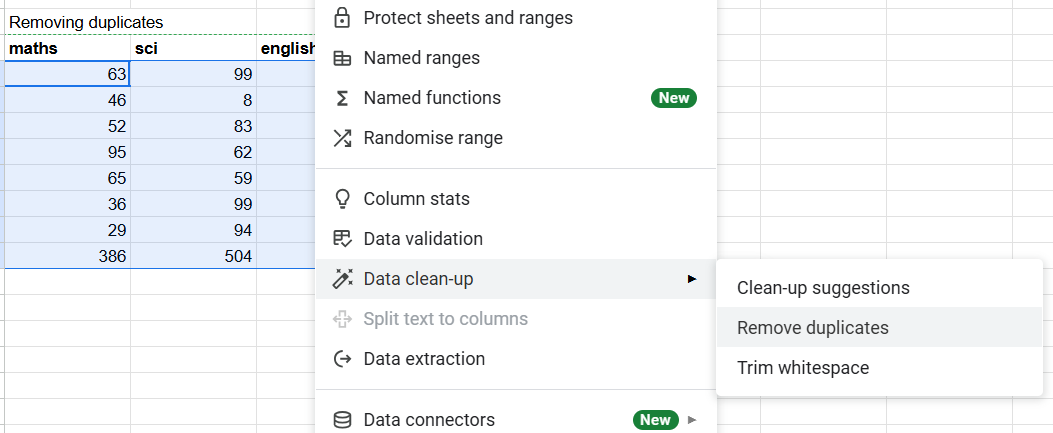 Removing duplicates
maths sci english
63 99
46 8
52 83
95 62
65 59
36 99
29 94
386 504
Protect sheets and ranges
Named ranges
Named functions New
Randomise range
Column stats
Data validation
Data clean-up
Split text to columns
Data extraction
Data connectors New
Clean-up suggestions
Remove duplicates
Trim whitespace